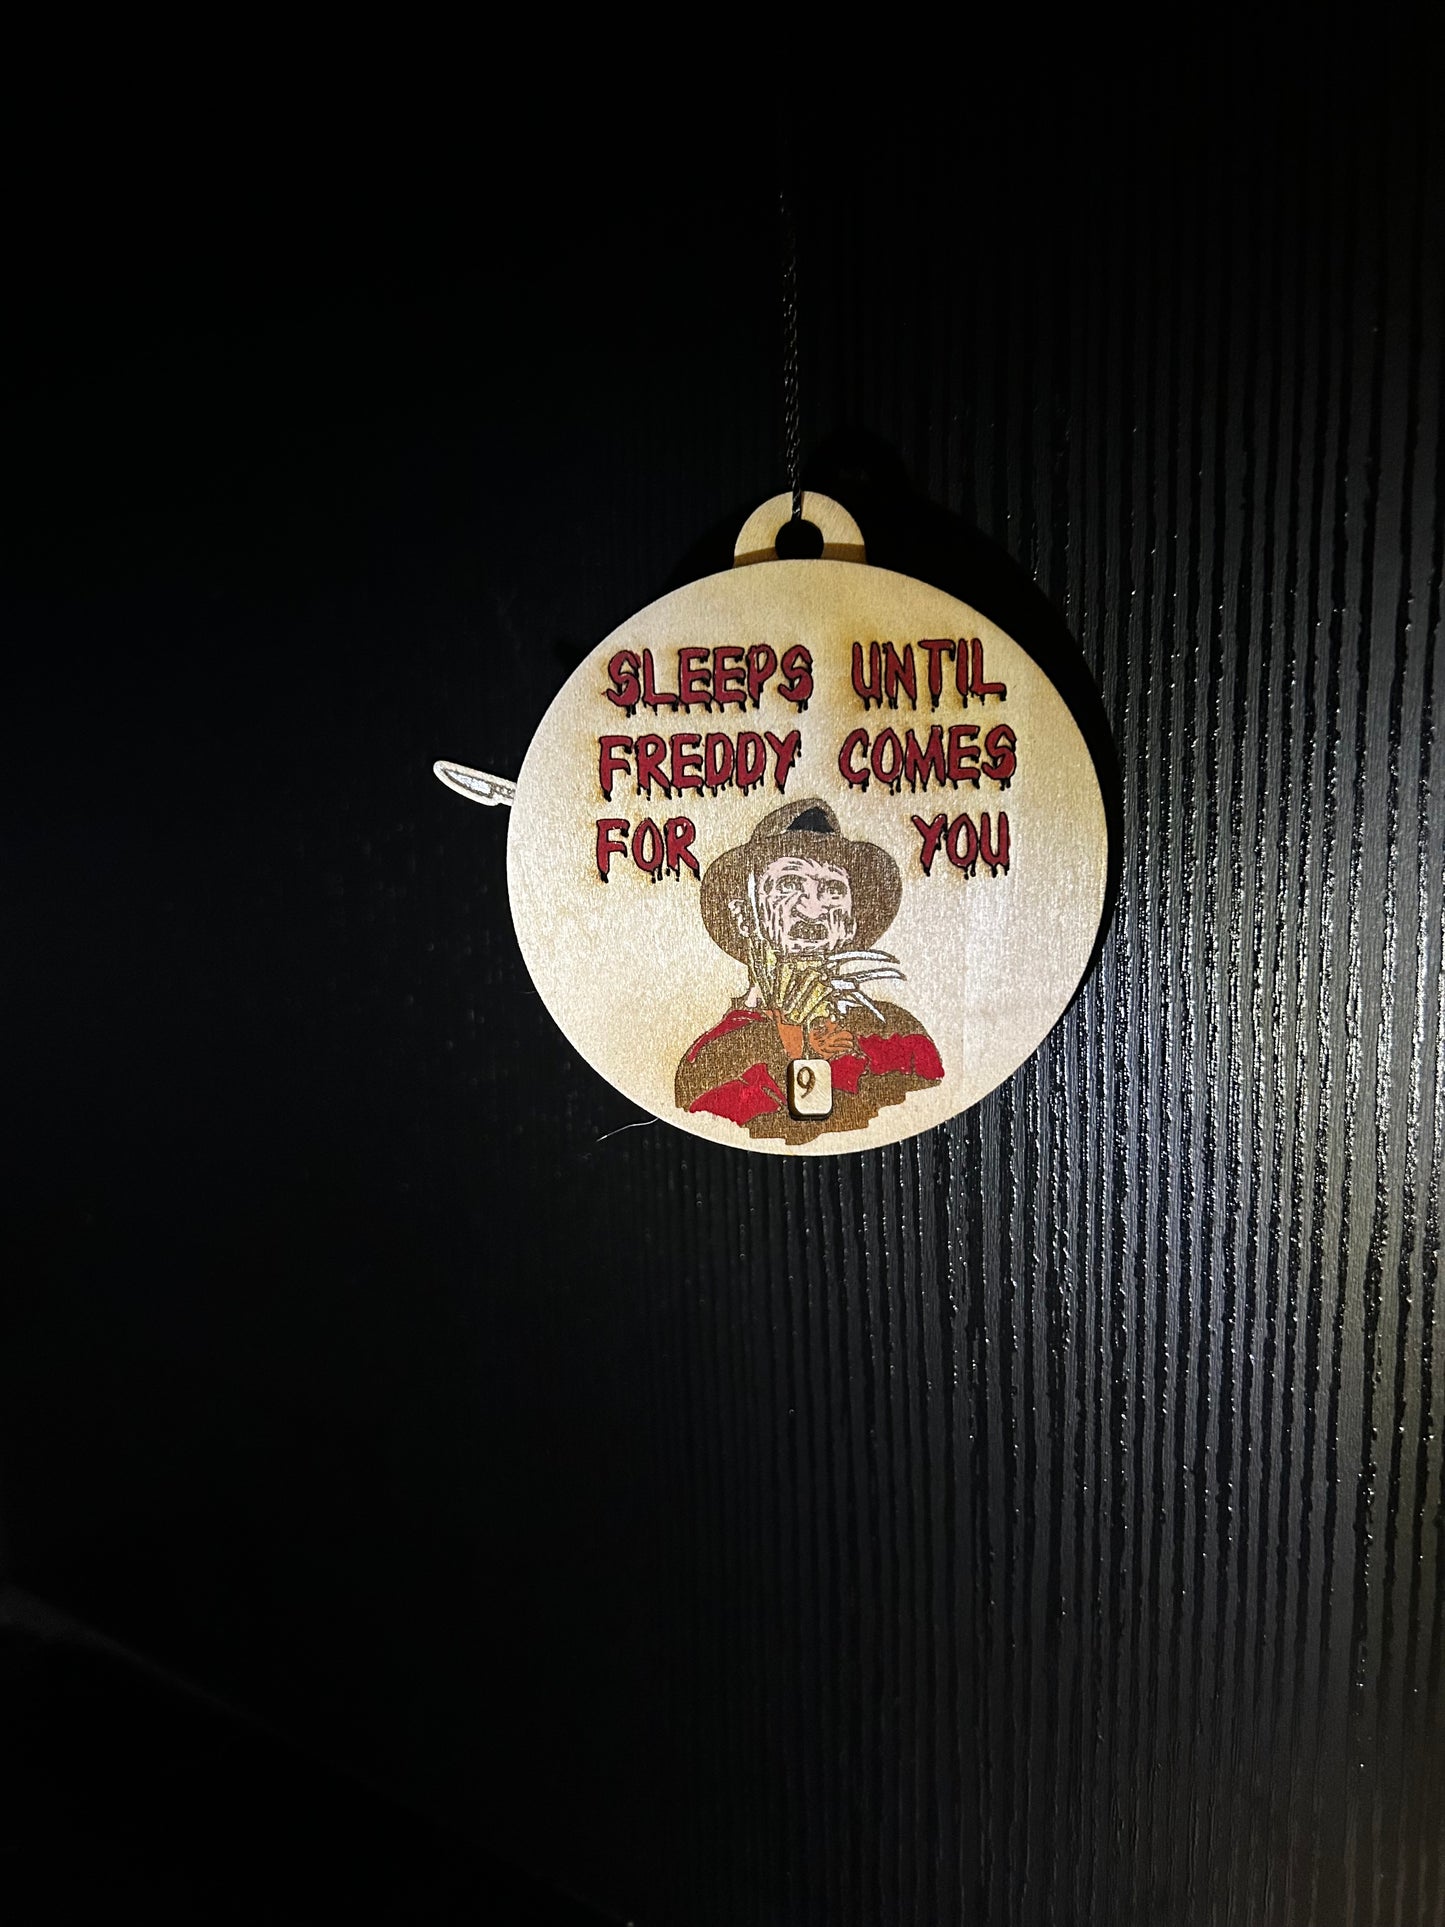 SLEEPS UNTIL
FREDDY COMES
FOR YOU
9